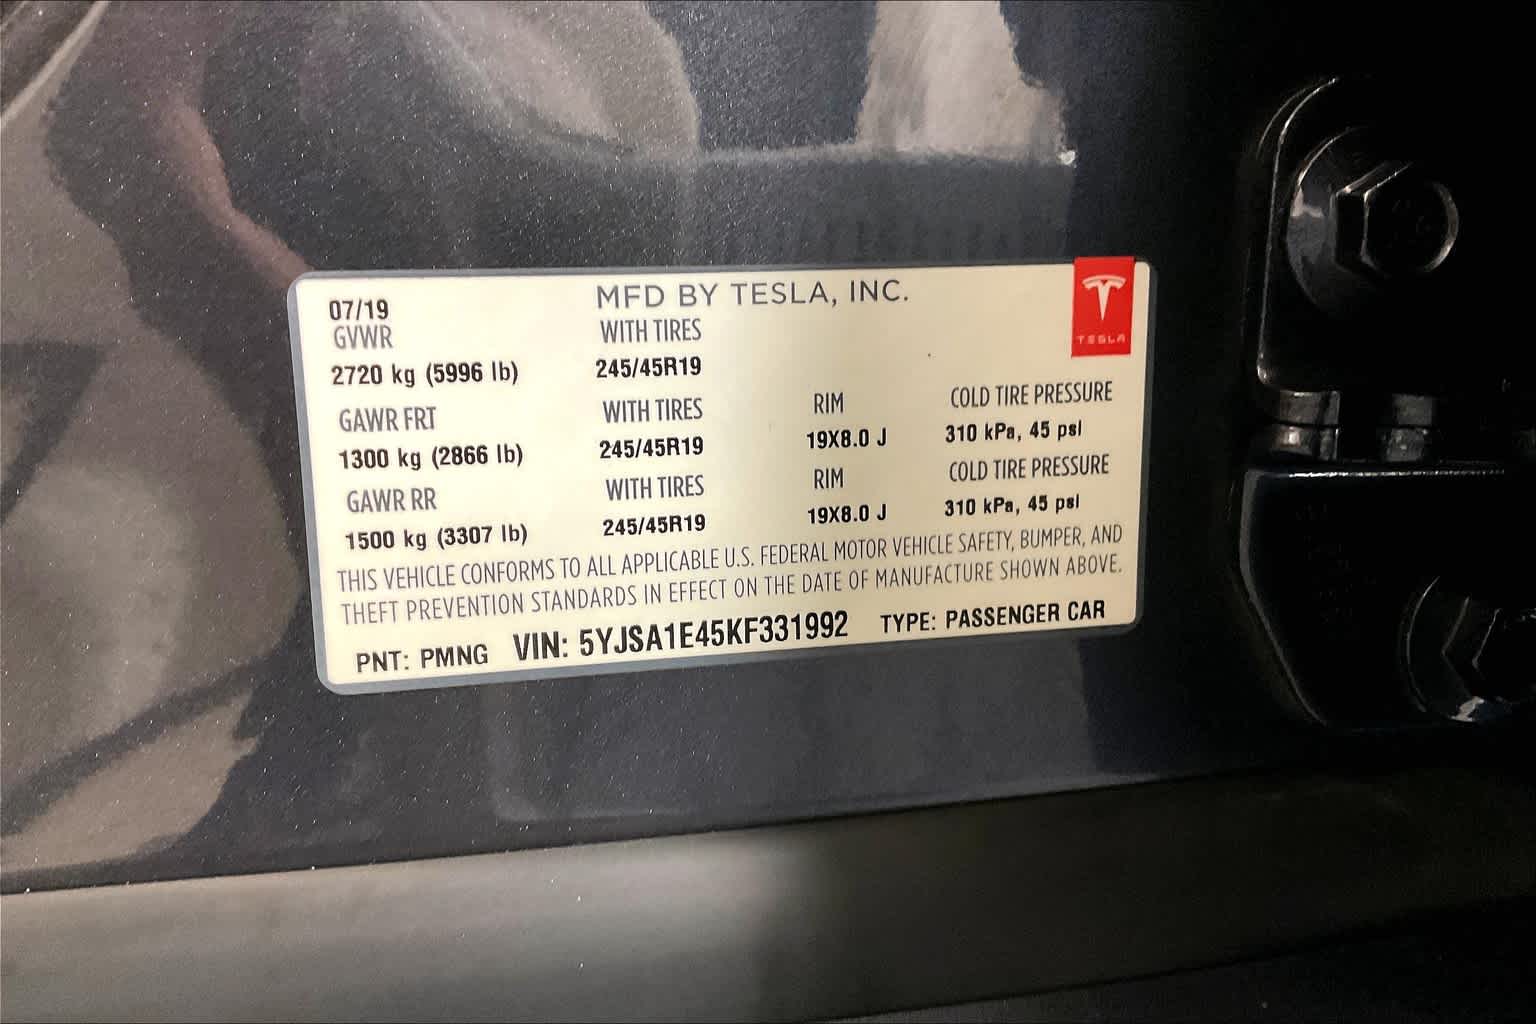 07/19 MFD BY TESLA, INC.
TESLA
GVWR WITH TIRES
2720 kg (5996 lb) 245/45R19
GAWR FRT WITH TIRES RIM COLD TIRE PRESSURE
1300 kg (2866 lb) 245/45R19 19X8.0 J 310 kPa, 45 psi
GAWR RR WITH TIRES RIM COLD TIRE PRESSURE
1500 kg (3307 lb) 245/45R19 19X8.0 J 310 kPa, 45 psi
THIS VEHICLE CONFORMS TO ALL APPLICABLE U.S. FEDERAL MOTOR VEHICLE SAFETY, BUMPER, AND
THEFT PREVENTION STANDARDS IN EFFECT ON THE DATE OF MANUFACTURE SHOWN ABOVE.
PNT: PMNG VIN: 5YJSA1E45KF331992 TYPE: PASSENGER CAR